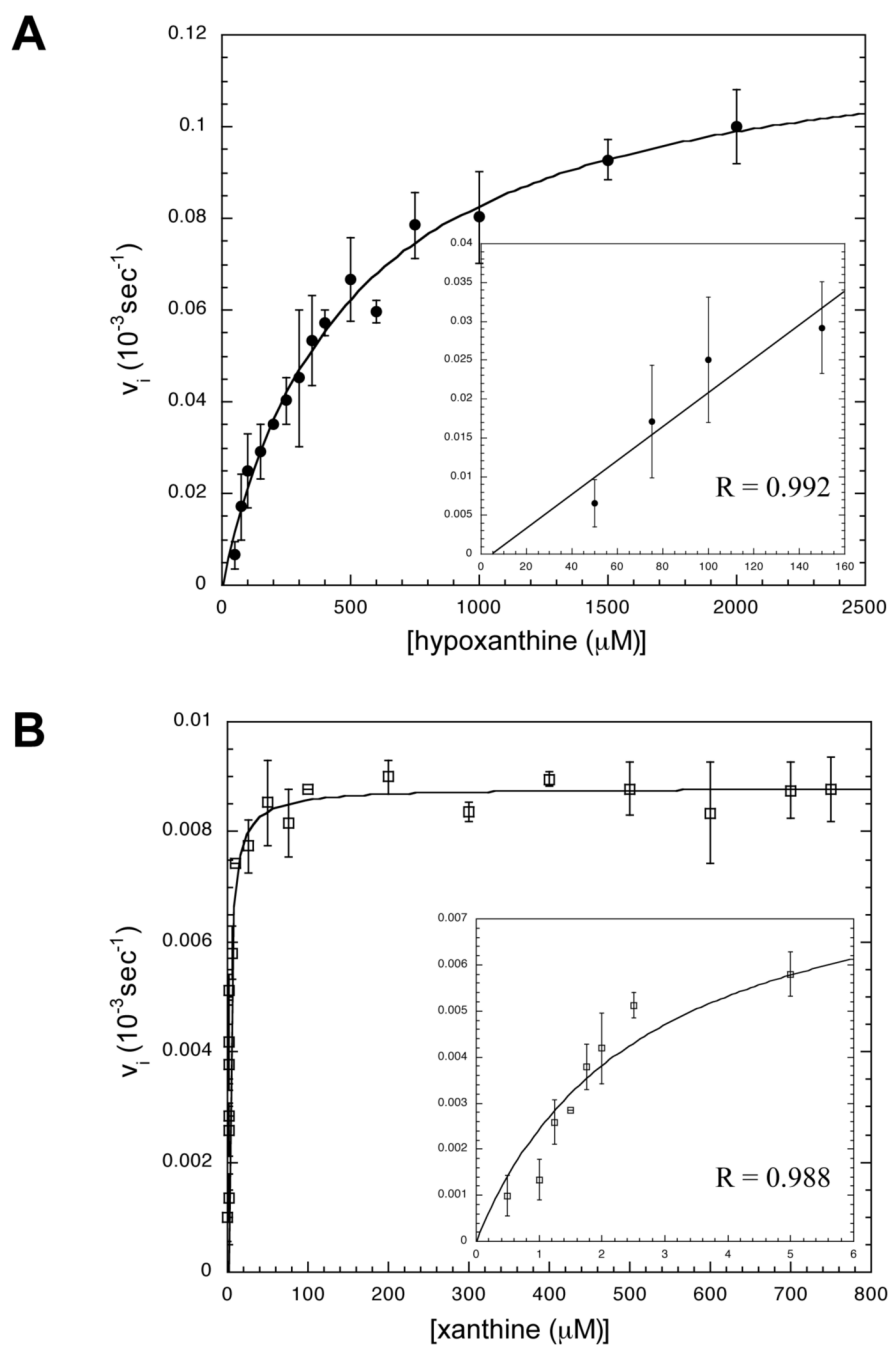 A
0.12
0.1
0.08
0.06
0.04
0.02
0
v_i (10⁻³sec⁻¹)
0.04
0.035
0.03
0.025
0.02
0.015
0.01
0.005
0
R = 0.992
0 20 40 60 80 100 120 140 160
0 500 1000 1500 2000 2500
[hypoxanthine (μM)]
B
0.01
0.008
0.006
0.004
0.002
0
v_i (10⁻³sec⁻¹)
0.007
0.006
0.005
0.004
0.003
0.002
0.001
0
R = 0.988
0 1 2 3 4 5 6
0 100 200 300 400 500 600 700 800
[xanthine (μM)]